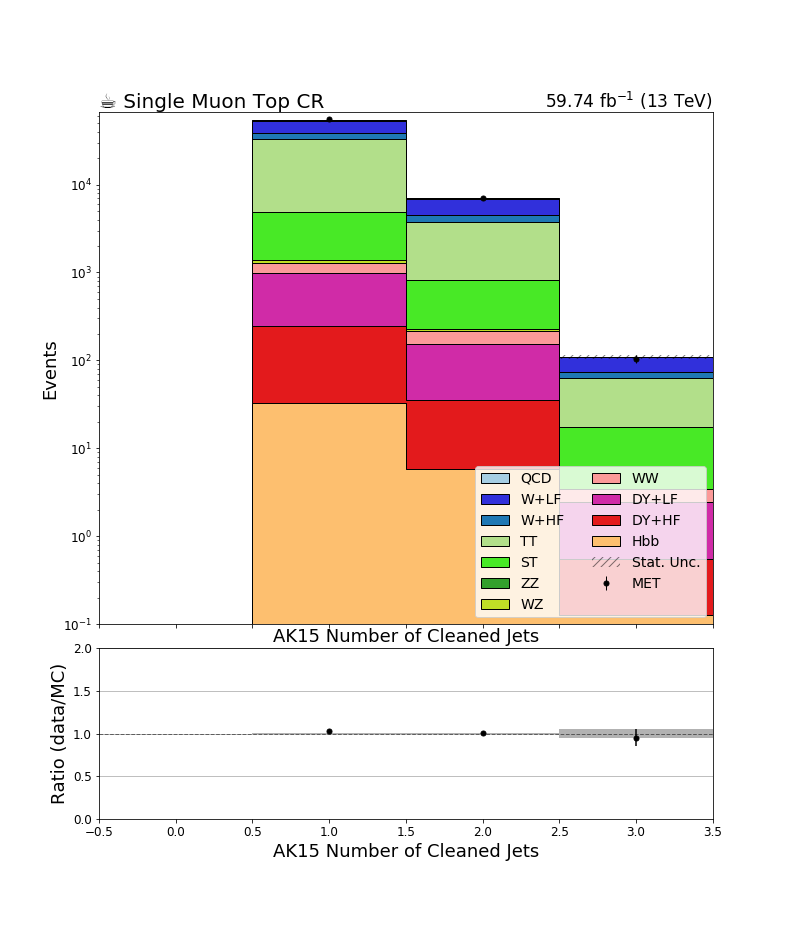 ☕ Single Muon Top CR 59.74 fb⁻¹ (13 TeV)
Events
10⁴
10³
10²
10¹
10⁰
10⁻¹
QCD WW
W+LF DY+LF
W+HF DY+HF
TT Hbb
ST Stat. Unc.
ZZ MET
WZ
AK15 Number of Cleaned Jets
Ratio (data/MC)
2.0
1.5
1.0
0.5
0.0
−0.5 0.0 0.5 1.0 1.5 2.0 2.5 3.0 3.5
AK15 Number of Cleaned Jets